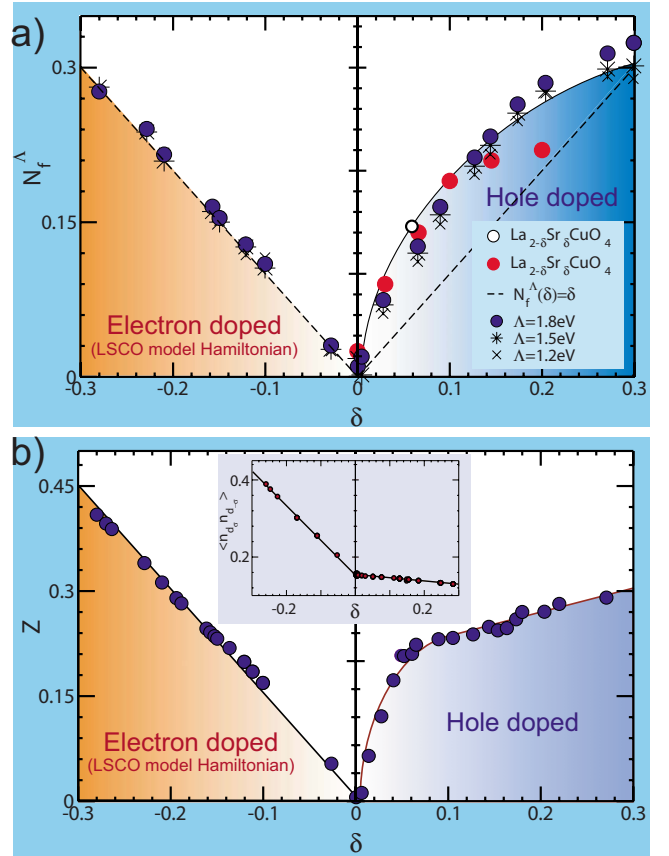 a)
0.3
0.15
0
N_f^Λ
-0.3 -0.2 -0.1 0 0.1 0.2 0.3
δ
Electron doped
(LSCO model Hamiltonian)
Hole doped
La_{2-δ}Sr_δCuO_4
La_{2-δ}Sr_δCuO_4
N_f^Λ(δ)=δ
Λ=1.8eV
Λ=1.5eV
Λ=1.2eV
b)
0.45
0.3
0.15
0
Z
<n_{d_σ}n_{d_{-σ}}>
0.4
0.2
-0.2 0 0.2
δ
Electron doped
(LSCO model Hamiltonian)
Hole doped
-0.3 -0.2 -0.1 0 0.1 0.2 0.3
δ